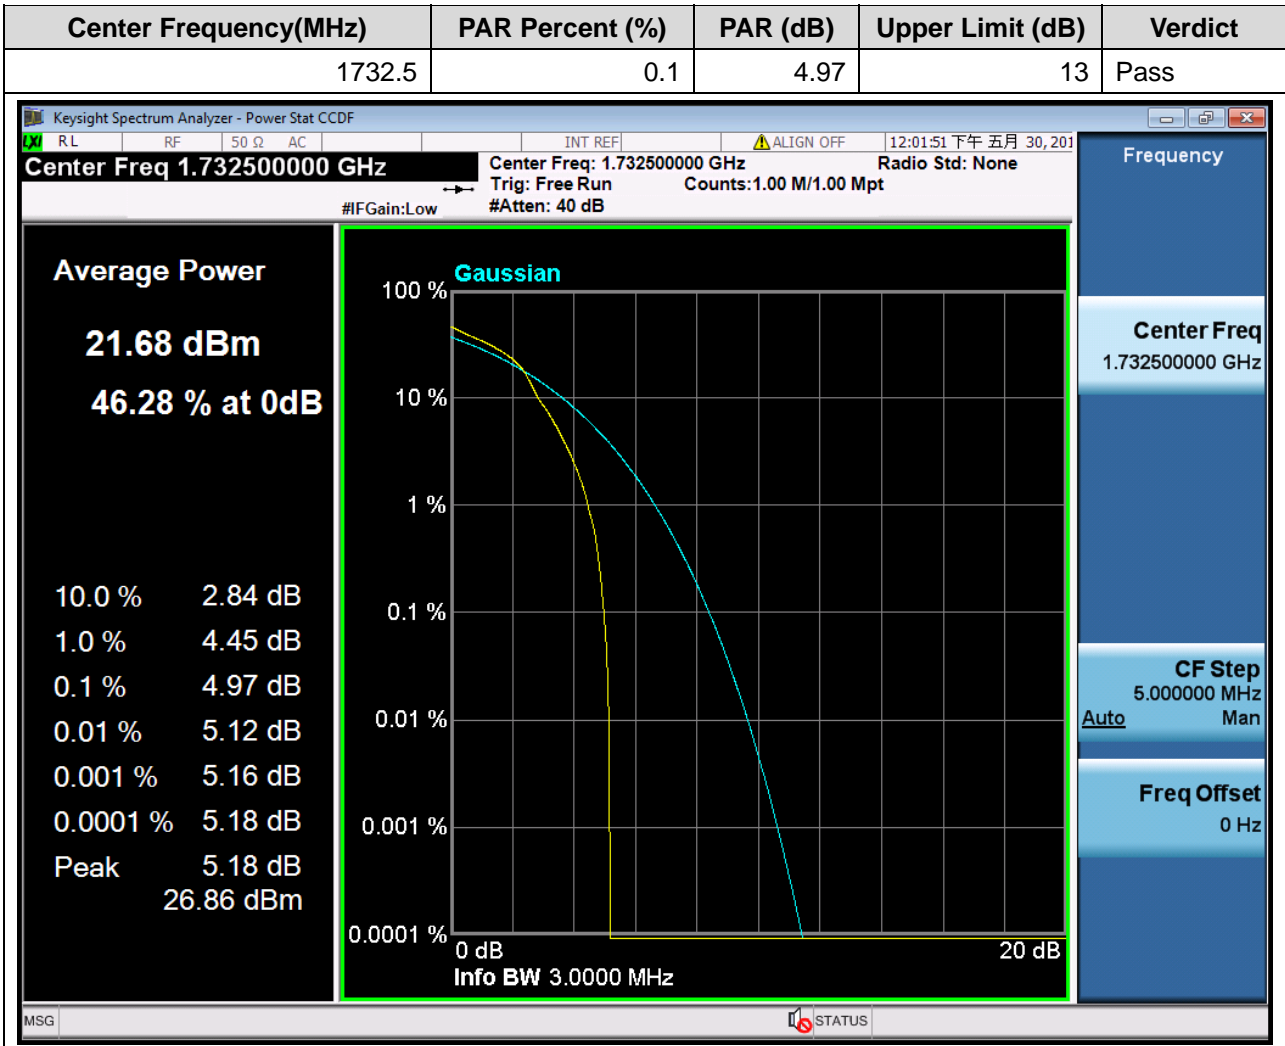 Center Frequency(MHz) PAR Percent (%) PAR (dB) Upper Limit (dB) Verdict
1732.5 0.1 4.97 13 Pass
Keysight Spectrum Analyzer - Power Stat CCDF
LXI RL RF 50 Ω AC INT REF ALIGN OFF 12:01:51 下午 五月 30, 201
Center Freq 1.732500000 GHz
Center Freq: 1.732500000 GHz Radio Std: None
Trig: Free Run Counts:1.00 M/1.00 Mpt
#IFGain:Low #Atten: 40 dB
Average Power
21.68 dBm
46.28 % at 0dB
10.0 % 2.84 dB
1.0 % 4.45 dB
0.1 % 4.97 dB
0.01 % 5.12 dB
0.001 % 5.16 dB
0.0001 % 5.18 dB
Peak 5.18 dB
26.86 dBm
Gaussian
100 %
10 %
1 %
0.1 %
0.01 %
0.001 %
0.0001 %
0 dB 20 dB
Info BW 3.0000 MHz
Frequency
Center Freq
1.732500000 GHz
CF Step
5.000000 MHz
Auto Man
Freq Offset
0 Hz
MSG STATUS